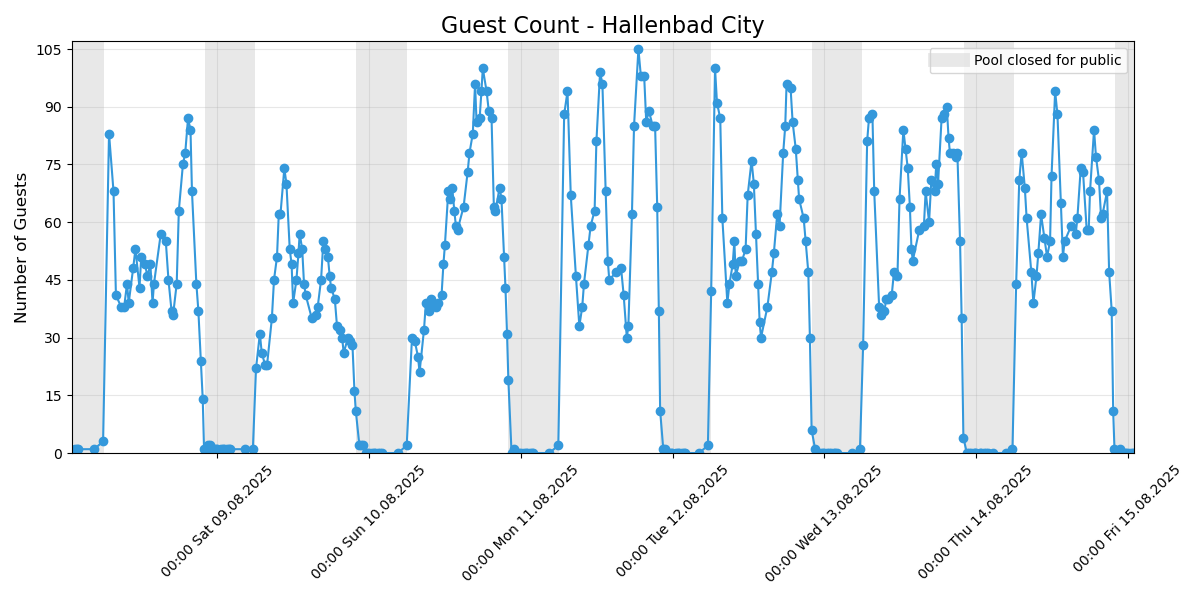 Guest Count - Hallenbad City
Pool closed for public
Number of Guests
105
90
75
60
45
30
15
0
00:00 Sat 09.08.2025
00:00 Sun 10.08.2025
00:00 Mon 11.08.2025
00:00 Tue 12.08.2025
00:00 Wed 13.08.2025
00:00 Thu 14.08.2025
00:00 Fri 15.08.2025